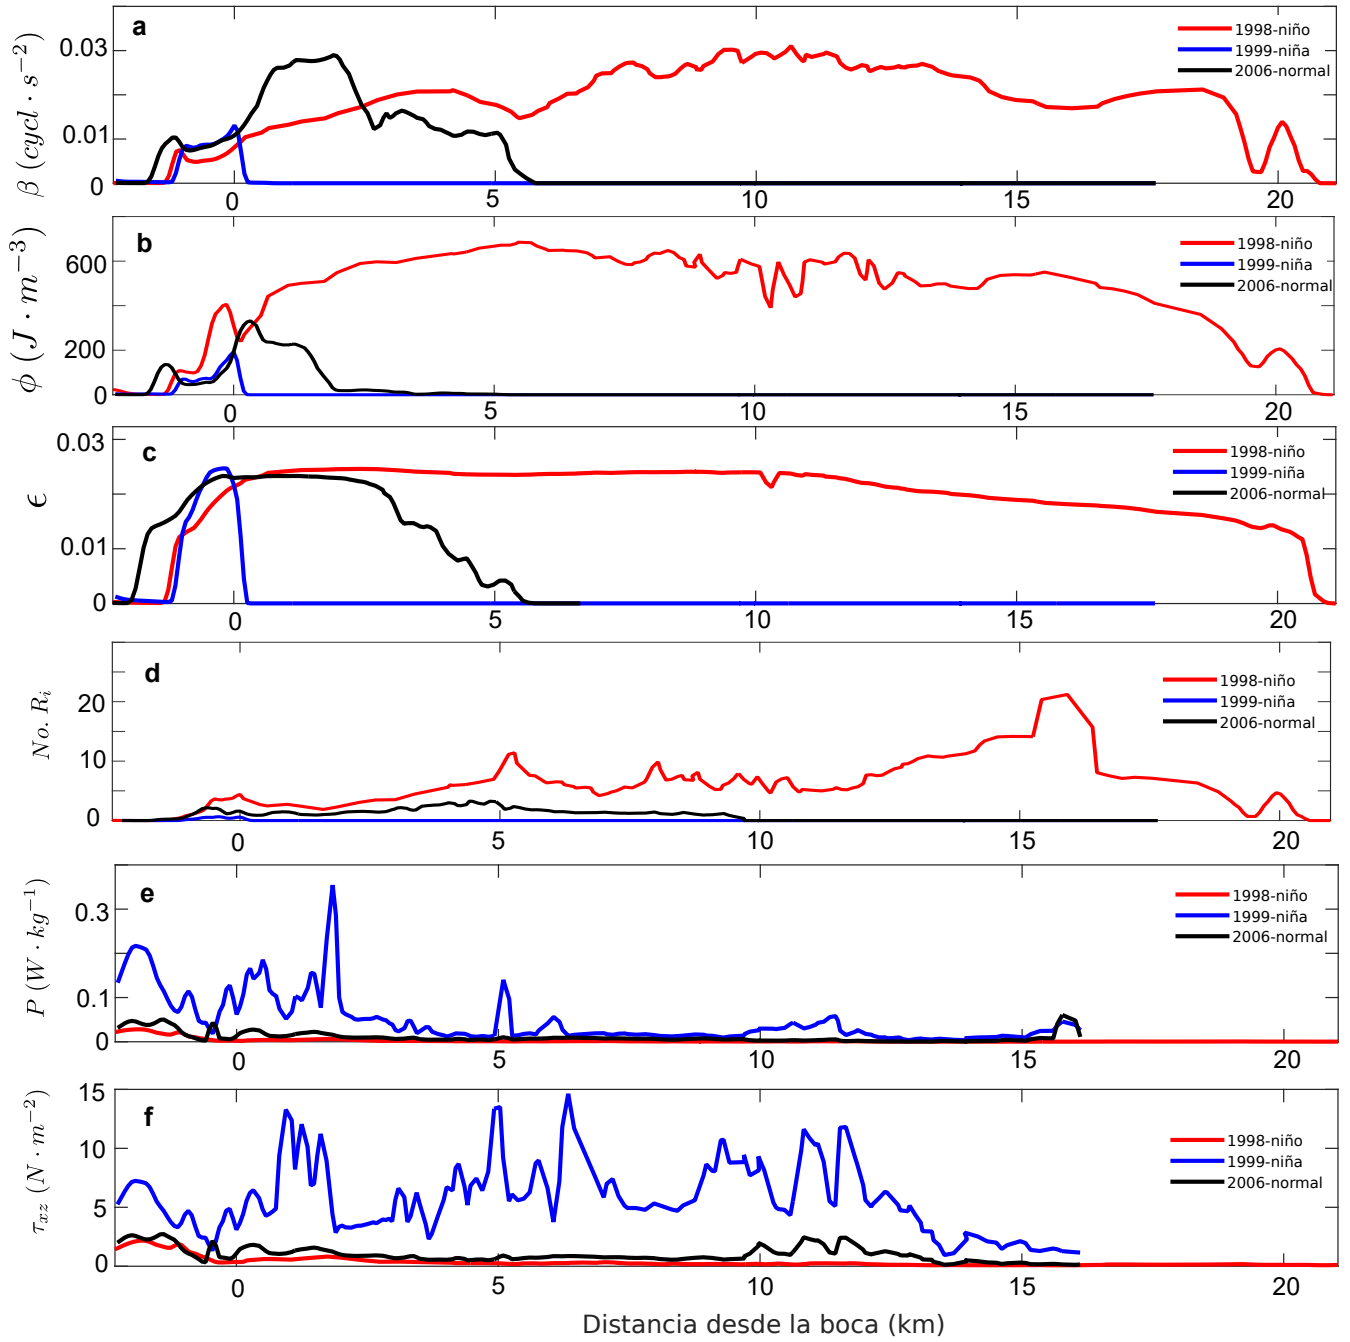 a
β (cycl · s⁻²)
0.03
0.01
0
1998-niño
1999-niña
2006-normal
0 5 10 15 20
b
ϕ (J · m⁻³)
600
200
0
1998-niño
1999-niña
2006-normal
0 5 10 15 20
c
ϵ
0.03
0.01
0
1998-niño
1999-niña
2006-normal
0 5 10 15 20
d
No. Rᵢ
20
10
0
1998-niño
1999-niña
2006-normal
0 5 10 15 20
e
P (W · kg⁻¹)
0.3
0.1
0
1998-niño
1999-niña
2006-normal
0 5 10 15 20
f
τxz (N · m⁻²)
15
10
5
0
1998-niño
1999-niña
2006-normal
0 5 10 15 20
Distancia desde la boca (km)